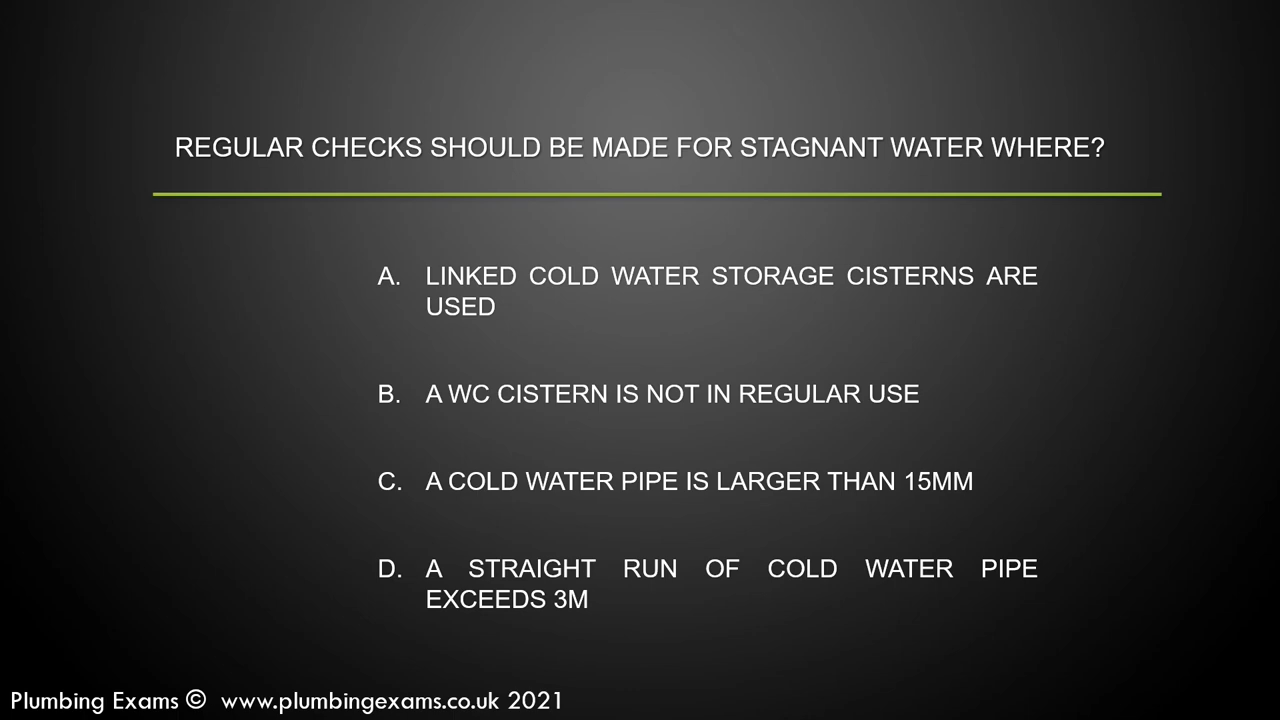 REGULAR CHECKS SHOULD BE MADE FOR STAGNANT WATER WHERE?
A. LINKED COLD WATER STORAGE CISTERNS ARE
USED
B. A WC CISTERN IS NOT IN REGULAR USE
C. A COLD WATER PIPE IS LARGER THAN 15MM
D. A STRAIGHT RUN OF COLD WATER PIPE
EXCEEDS 3M
Plumbing Exams © www.plumbingexams.co.uk 2021